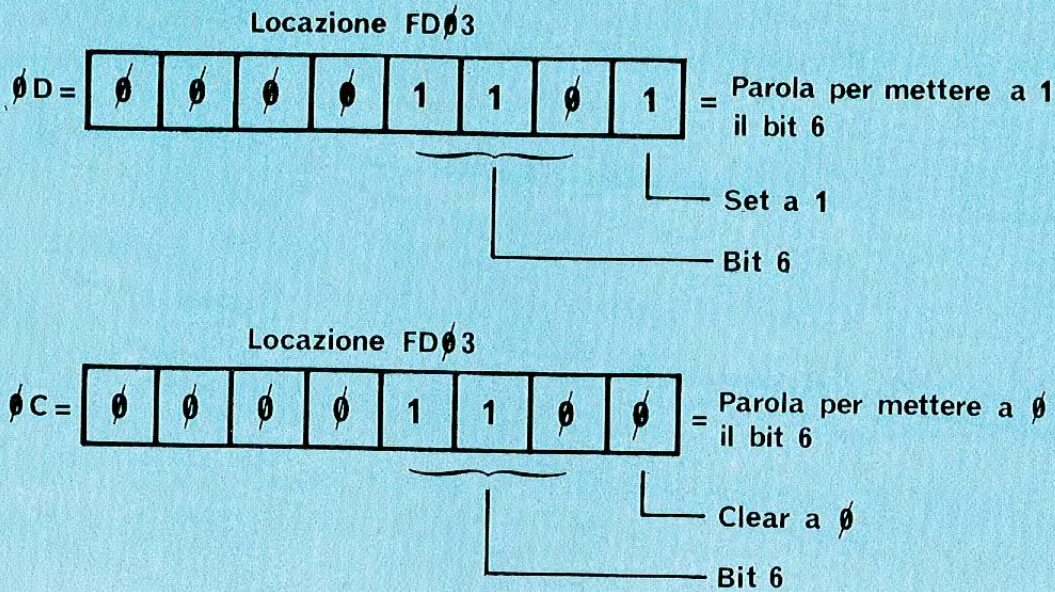 Locazione FDØ3
ØD = Ø Ø Ø Ø 1 1 Ø 1 = Parola per mettere a 1
il bit 6
Set a 1
Bit 6
Locazione FDØ3
ØC = Ø Ø Ø Ø 1 1 Ø Ø = Parola per mettere a Ø
il bit 6
Clear a Ø
Bit 6